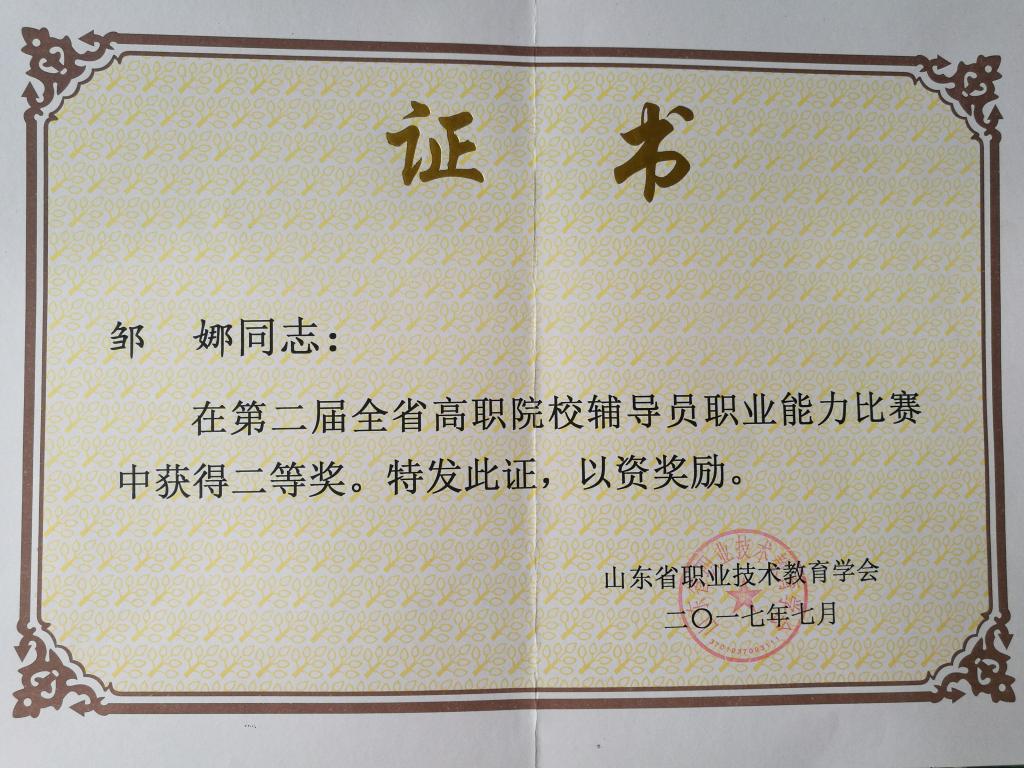 证 书
邹 娜同志：
在第二届全省高职院校辅导员职业能力比赛
中获得二等奖。特发此证，以资奖励。
山东省职业技术教育学会
二〇一七年七月